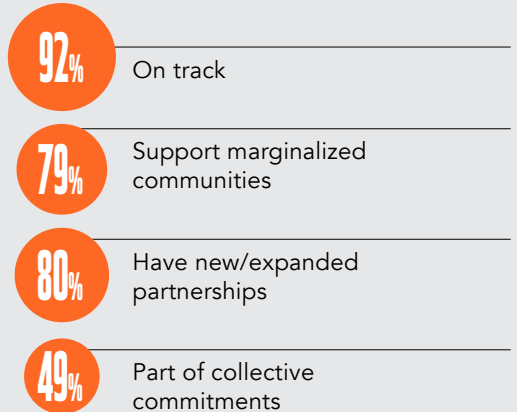 92%
On track
79%
Support marginalized
communities
80%
Have new/expanded
partnerships
49%
Part of collective
commitments